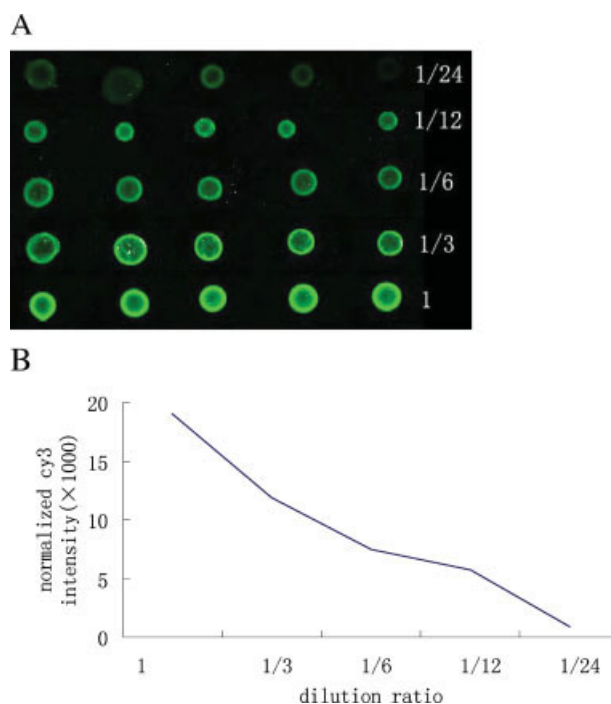 A
1/24
1/12
1/6
1/3
1
B
normalized cy3
intensity(×1000)
20
15
10
5
0
1 1/3 1/6 1/12 1/24
dilution ratio